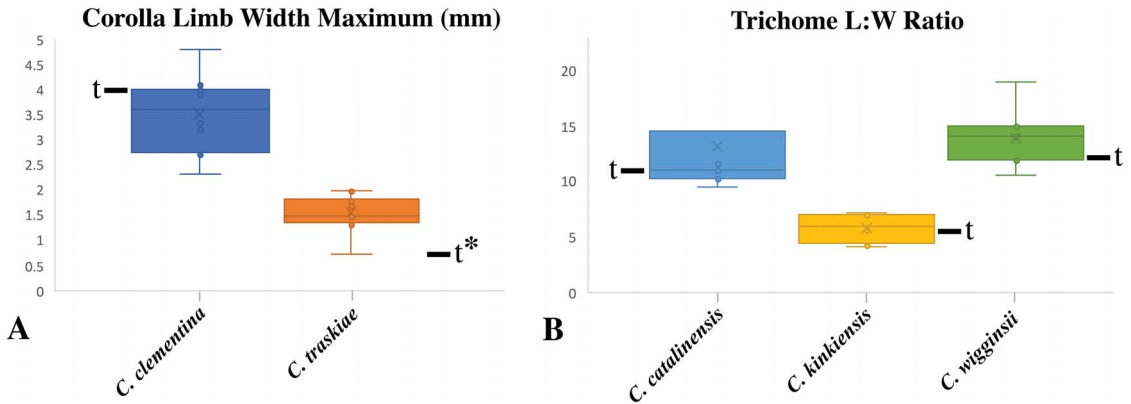 Corolla Limb Width Maximum (mm)
5
4.5
4
3.5
3
2.5
2
1.5
1
0.5
0
t
t*
C. clementina
C. traskiae
A
Trichome L:W Ratio
20
15
10
5
0
t
t
t
C. catalinensis
C. kinkiensis
C. wigginsii
B